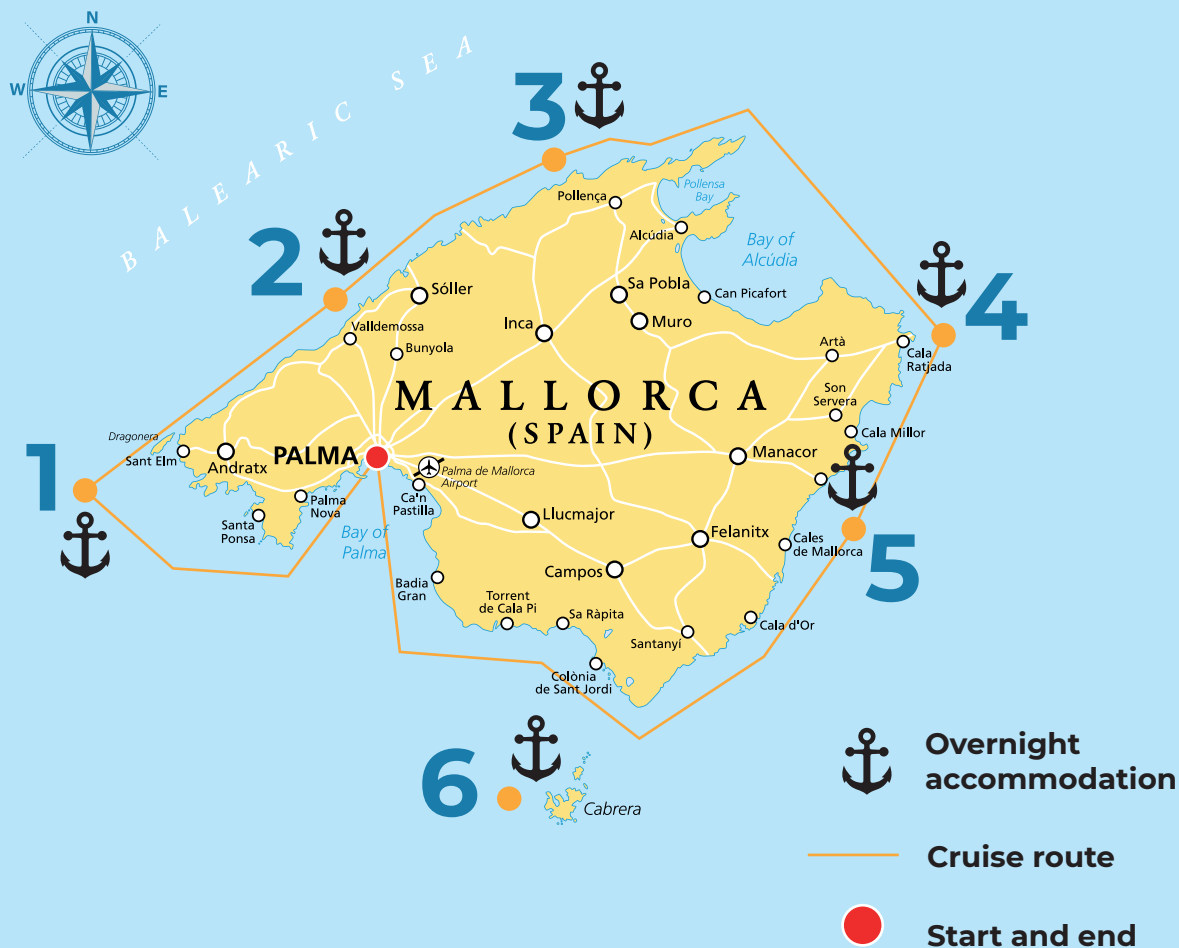 N
W
E
BALEARIC SEA
3
Pollença
Pollensa
Bay
Alcúdia
Bay of
Alcúdia
2
Sóller
Sa Pobla
Can Picafort
4
Valldemossa
Inca
Muro
Bunyola
Artà
Cala
Ratjada
MALLORCA
(SPAIN)
Son
Servera
Cala Millor
1
Dragonera
Sant Elm
Andratx
PALMA
Palma de Mallorca
Airport
Manacor
Palma
Nova
Ca'n
Pastilla
Santa
Ponsa
Bay of
Palma
Llucmajor
Felanitx
Cales
de Mallorca
5
Campos
Badia
Gran
Torrent
de Cala Pi
Sa Ràpita
Santanyí
Cala d'Or
Colònia
de Sant Jordi
6
Cabrera
Overnight
accommodation
Cruise route
Start and end